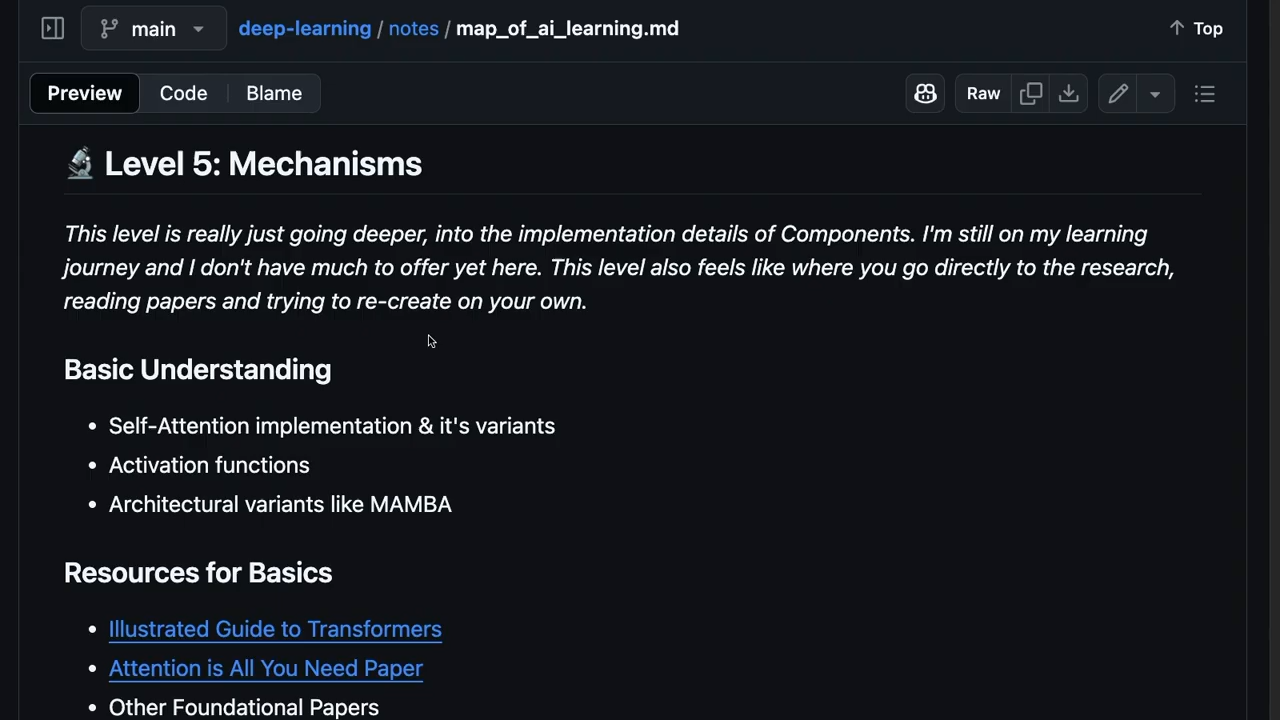 main
deep-learning / notes / map_of_ai_learning.md
Top
Preview
Code
Blame
Raw
Level 5: Mechanisms
This level is really just going deeper, into the implementation details of Components. I'm still on my learning
journey and I don't have much to offer yet here. This level also feels like where you go directly to the research,
reading papers and trying to re-create on your own.
Basic Understanding
• Self-Attention implementation & it's variants
• Activation functions
• Architectural variants like MAMBA
Resources for Basics
• Illustrated Guide to Transformers
• Attention is All You Need Paper
• Other Foundational Papers